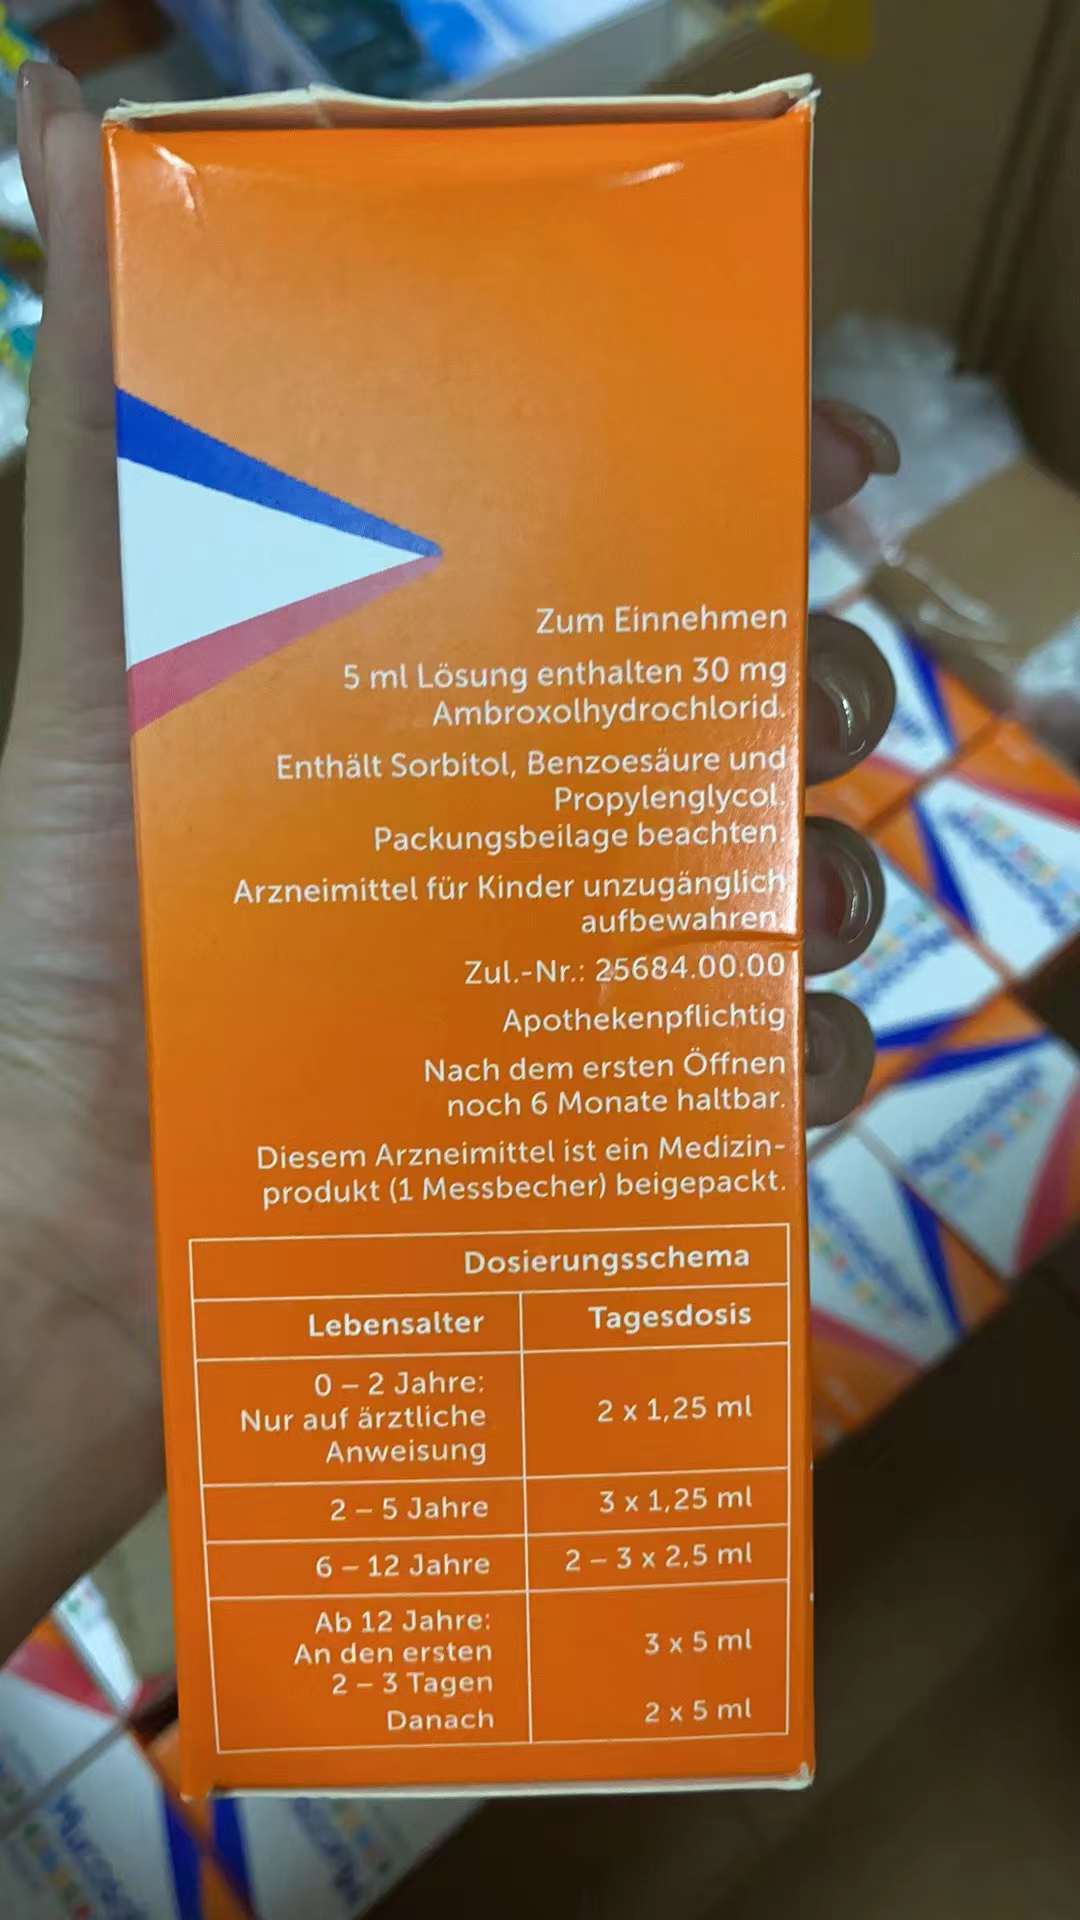 Zum Einnehmen
5 ml Lösung enthalten 30 mg
Ambroxolhydrochlorid.
Enthält Sorbitol, Benzoesäure und
Propylenglycol.
Packungsbeilage beachten.
Arzneimittel für Kinder unzugänglich
aufbewahren.
Zul.-Nr.: 25684.00.00
Apothekenpflichtig
Nach dem ersten Öffnen
noch 6 Monate haltbar.
Diesem Arzneimittel ist ein Medizin-
produkt (1 Messbecher) beigepackt.
Dosierungsschema
Lebensalter Tagesdosis
0 – 2 Jahre:
Nur auf ärztliche
Anweisung
2 x 1,25 ml
2 – 5 Jahre 3 x 1,25 ml
6 – 12 Jahre 2 – 3 x 2,5 ml
Ab 12 Jahre:
An den ersten
2 – 3 Tagen
3 x 5 ml
Danach 2 x 5 ml